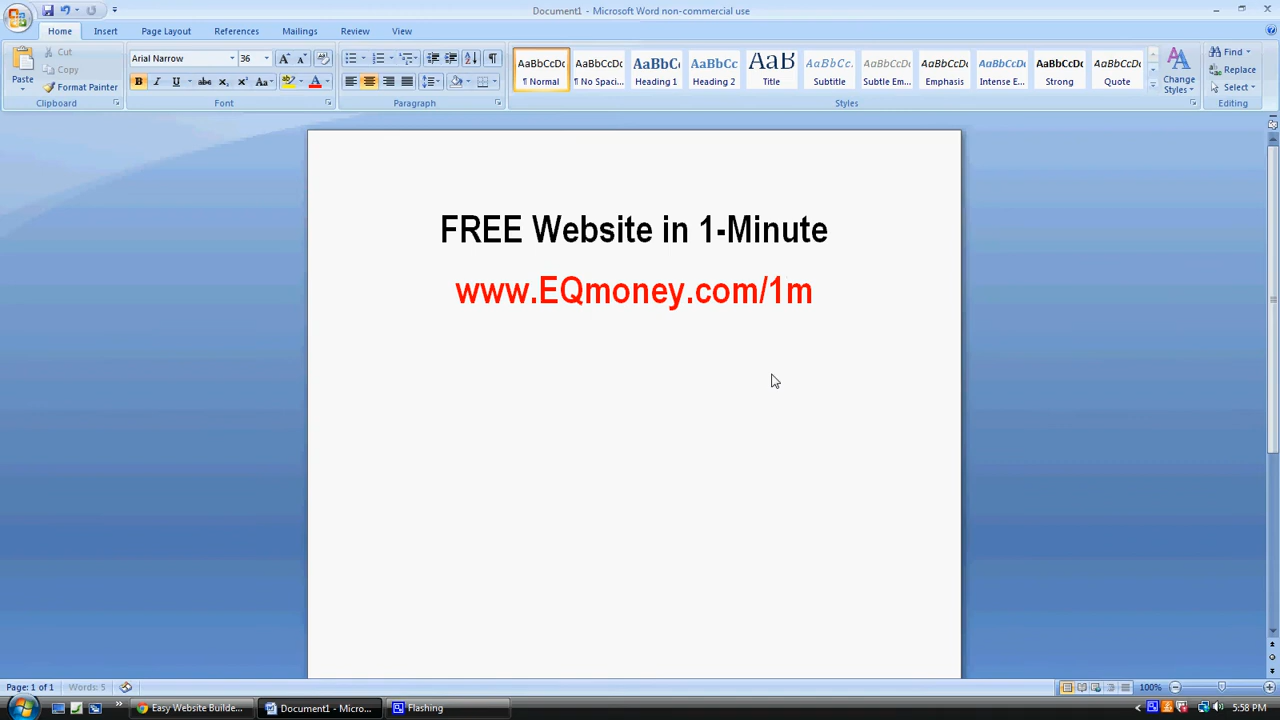 Document1 - Microsoft Word non-commercial use
Home Insert Page Layout References Mailings Review View
Paste
Cut
Copy
Format Painter
Clipboard
Arial Narrow 36
Font
Paragraph
AaBbCcDc AaBbCcDc AaBbC AaBbCc AaB AaBbCc. AaBbCcDc AaBbCcDc AaBbCcDc AaBbCcDc AaBbCcDc
¶ Normal ¶ No Spaci... Heading 1 Heading 2 Title Subtitle Subtle Em... Emphasis Intense E... Strong Quote
Styles
Change
Styles
Find
Replace
Select
Editing
FREE Website in 1-Minute
www.EQmoney.com/1m
Page: 1 of 1 Words: 5 100%
Easy Website Builde... Document1 - Micro... Flashing 5:58 PM